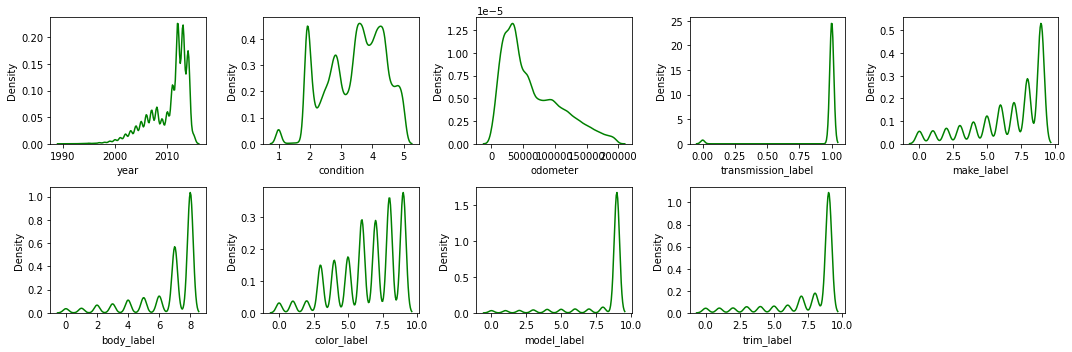 1e−5
Density
0.20
0.15
0.10
0.05
0.00
1990 2000 2010
year
Density
0.4
0.3
0.2
0.1
0.0
1 2 3 4 5
condition
Density
1.25
1.00
0.75
0.50
0.25
0.00
0 50000 100000 150000 200000
odometer
Density
25
20
15
10
5
0
0.00 0.25 0.50 0.75 1.00
transmission_label
Density
0.5
0.4
0.3
0.2
0.1
0.0
0.0 2.5 5.0 7.5 10.0
make_label
Density
1.0
0.8
0.6
0.4
0.2
0.0
0 2 4 6 8
body_label
Density
0.3
0.2
0.1
0.0
0.0 2.5 5.0 7.5 10.0
color_label
Density
1.5
1.0
0.5
0.0
0.0 2.5 5.0 7.5 10.0
model_label
Density
1.0
0.8
0.6
0.4
0.2
0.0
0.0 2.5 5.0 7.5 10.0
trim_label